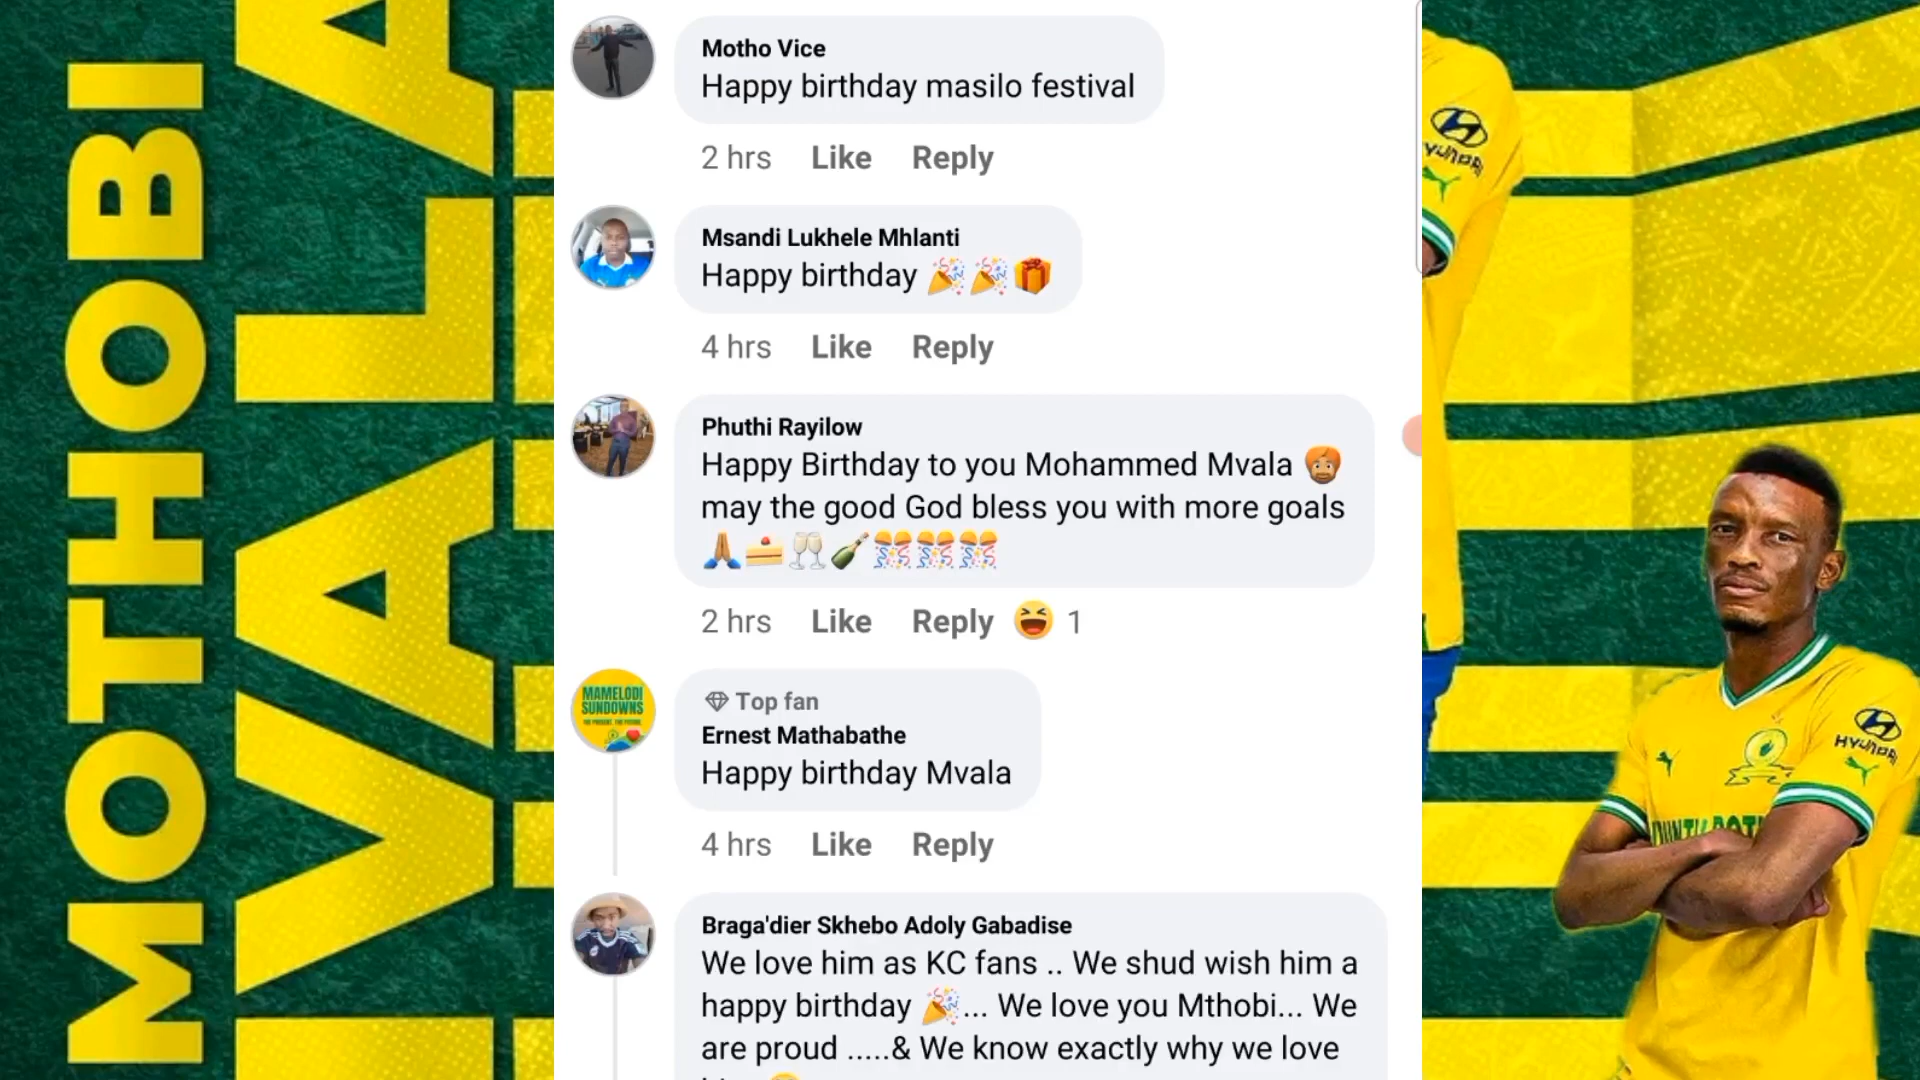 MOTHOBI
MVALA
Motho Vice
Happy birthday masilo festival
2 hrs Like Reply
Msandi Lukhele Mhlanti
Happy birthday 🎉🎉🎁
4 hrs Like Reply
Phuthi Rayilow
Happy Birthday to you Mohammed Mvala 👳🏽‍♂️
may the good God bless you with more goals
🙏🏽🍰🥂🍾🎊🎊🎊
2 hrs Like Reply 😆 1
MAMELODI
SUNDOWNS
Top fan
Ernest Mathabathe
Happy birthday Mvala
4 hrs Like Reply
Braga'dier Skhebo Adoly Gabadise
We love him as KC fans .. We shud wish him a
happy birthday 🎉... We love you Mthobi... We
are proud .....& We know exactly why we love
HYUNDAI
HYUNDAI